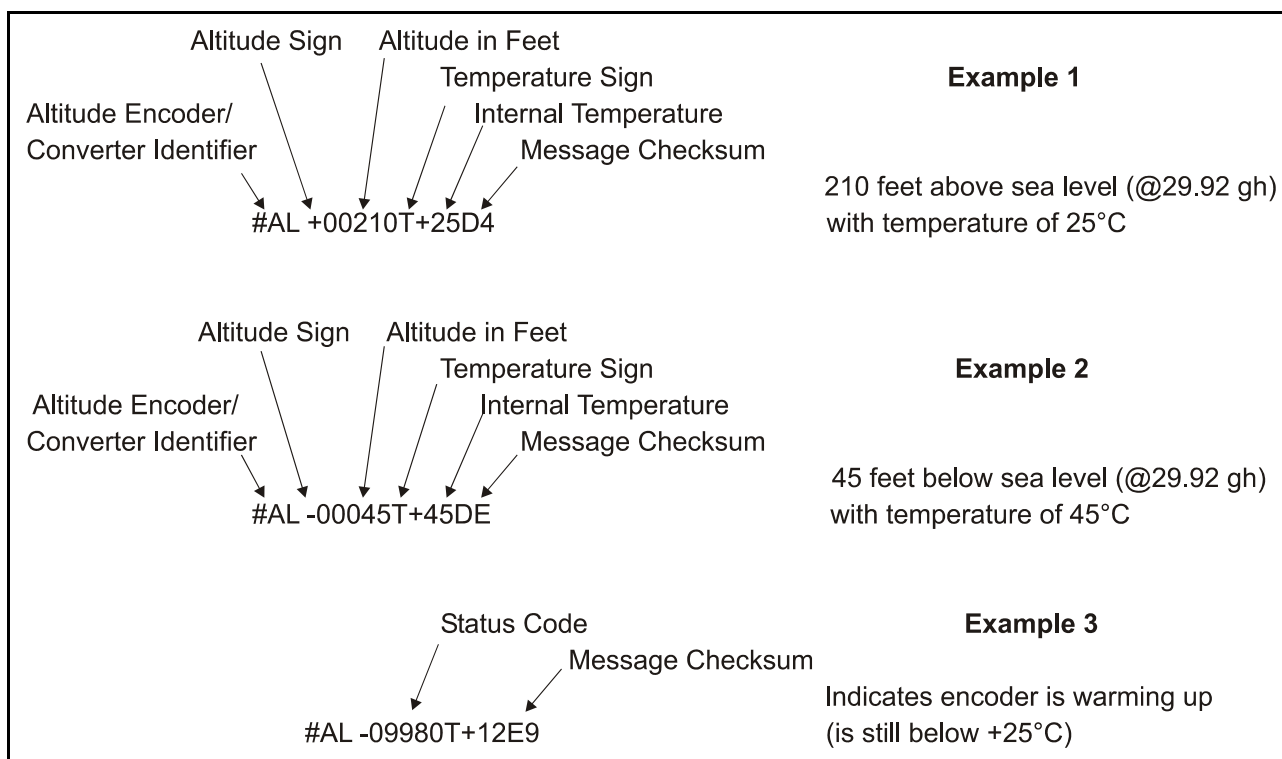 Altitude Sign Altitude in Feet
Temperature Sign Example 1
Altitude Encoder/ Internal Temperature
Converter Identifier Message Checksum
210 feet above sea level (@29.92 gh)
#AL +00210T+25D4 with temperature of 25°C
Altitude Sign Altitude in Feet
Temperature Sign Example 2
Altitude Encoder/ Internal Temperature
Converter Identifier Message Checksum
45 feet below sea level (@29.92 gh)
#AL -00045T+45DE with temperature of 45°C
Status Code Example 3
Message Checksum
Indicates encoder is warming up
#AL -09980T+12E9 (is still below +25°C)